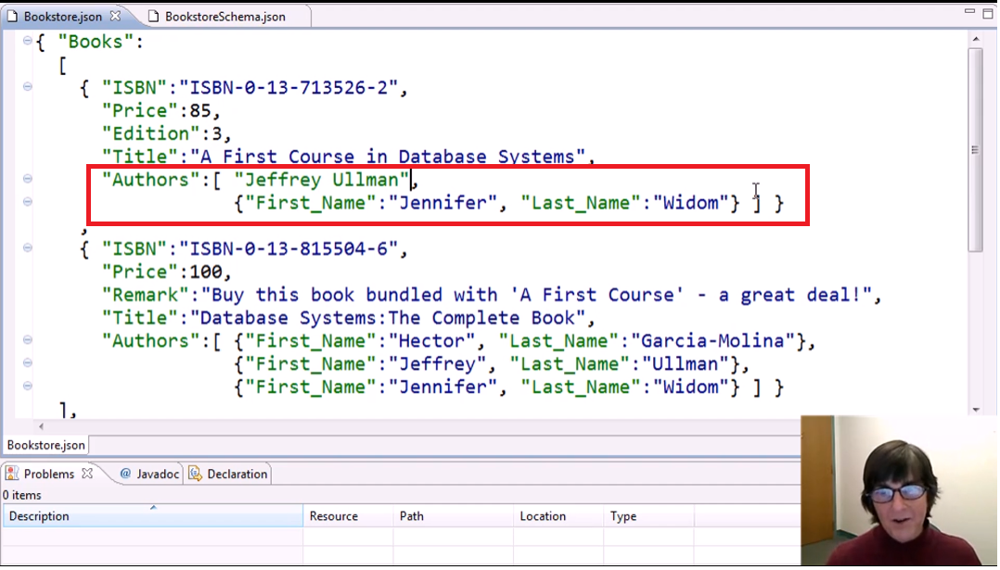 Bookstore.json
BookstoreSchema.json
{ "Books":
[
{ "ISBN":"ISBN-0-13-713526-2",
"Price":85,
"Edition":3,
"Title":"A First Course in Database Systems",
"Authors":[ "Jeffrey Ullman",
{"First_Name":"Jennifer", "Last_Name":"Widom"} ] }
,
{ "ISBN":"ISBN-0-13-815504-6",
"Price":100,
"Remark":"Buy this book bundled with 'A First Course' - a great deal!",
"Title":"Database Systems:The Complete Book",
"Authors":[ {"First_Name":"Hector", "Last_Name":"Garcia-Molina"},
{"First_Name":"Jeffrey", "Last_Name":"Ullman"},
{"First_Name":"Jennifer", "Last_Name":"Widom"} ] }
],
Bookstore.json
Problems @ Javadoc Declaration
0 items
Description Resource Path Location Type